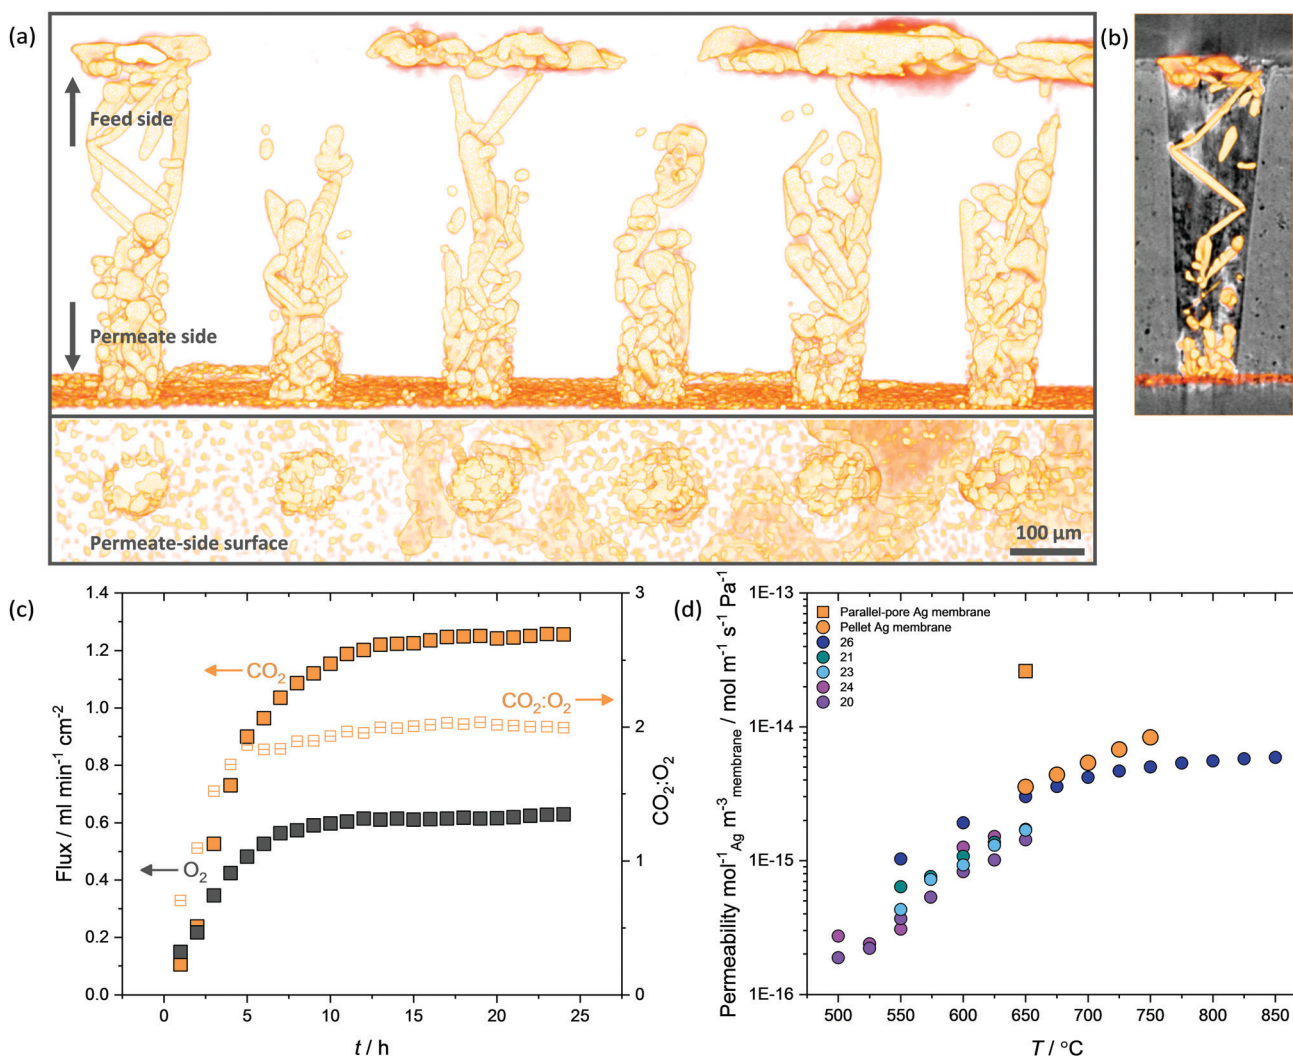 (a)
Feed side
Permeate side
Permeate-side surface
100 µm
(b)
(c)
1.4
1.2
1.0
0.8
0.6
0.4
0.2
0.0
Flux / ml min⁻¹ cm⁻²
CO₂
CO₂:O₂
O₂
3
2
1
0
CO₂:O₂
0
5
10
15
20
25
t / h
(d)
1E-13
1E-14
1E-15
1E-16
Permeability mol⁻¹Ag m⁻³membrane / mol m⁻¹ s⁻¹ Pa⁻¹
Parallel-pore Ag membrane
Pellet Ag membrane
26
21
23
24
20
500
550
600
650
700
750
800
850
T / °C